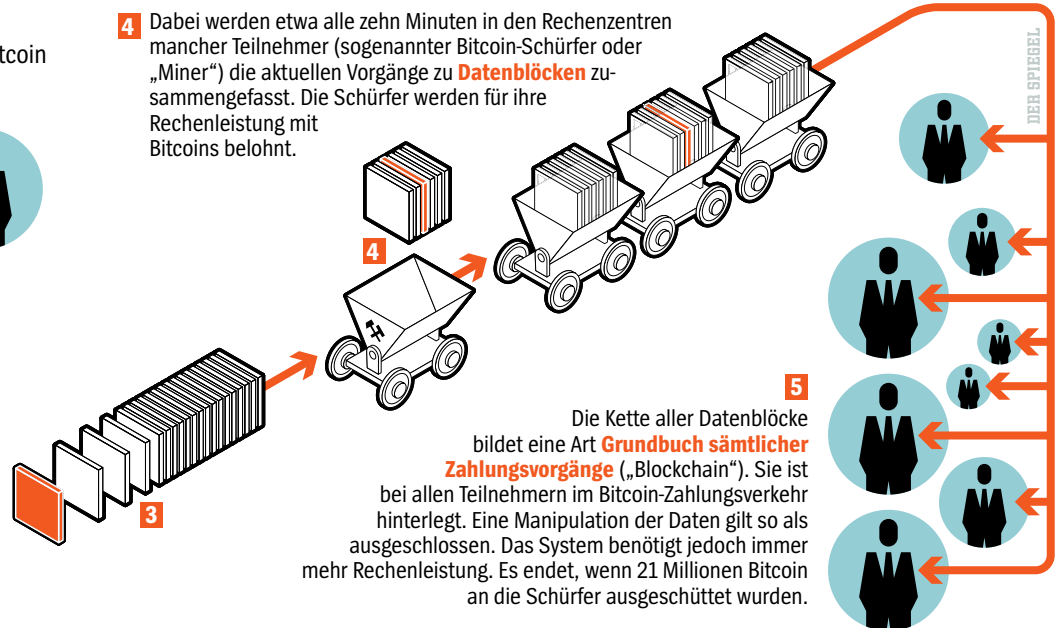 tcoin
4 Dabei werden etwa alle zehn Minuten in den Rechenzentren
mancher Teilnehmer (sogenannter Bitcoin-Schürfer oder
„Miner“) die aktuellen Vorgänge zu Datenblöcken zu-
sammengefasst. Die Schürfer werden für ihre
Rechenleistung mit
Bitcoins belohnt.
DER SPIEGEL
4
3
5
Die Kette aller Datenblöcke
bildet eine Art Grundbuch sämtlicher
Zahlungsvorgänge („Blockchain“). Sie ist
bei allen Teilnehmern im Bitcoin-Zahlungsverkehr
hinterlegt. Eine Manipulation der Daten gilt so als
ausgeschlossen. Das System benötigt jedoch immer
mehr Rechenleistung. Es endet, wenn 21 Millionen Bitcoin
an die Schürfer ausgeschüttet wurden.